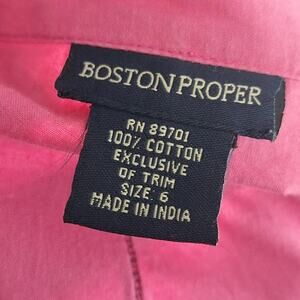 BOSTON PROPER
RN 89701
100% COTTON
EXCLUSIVE
OF TRIM
SIZE: 6
MADE IN INDIA